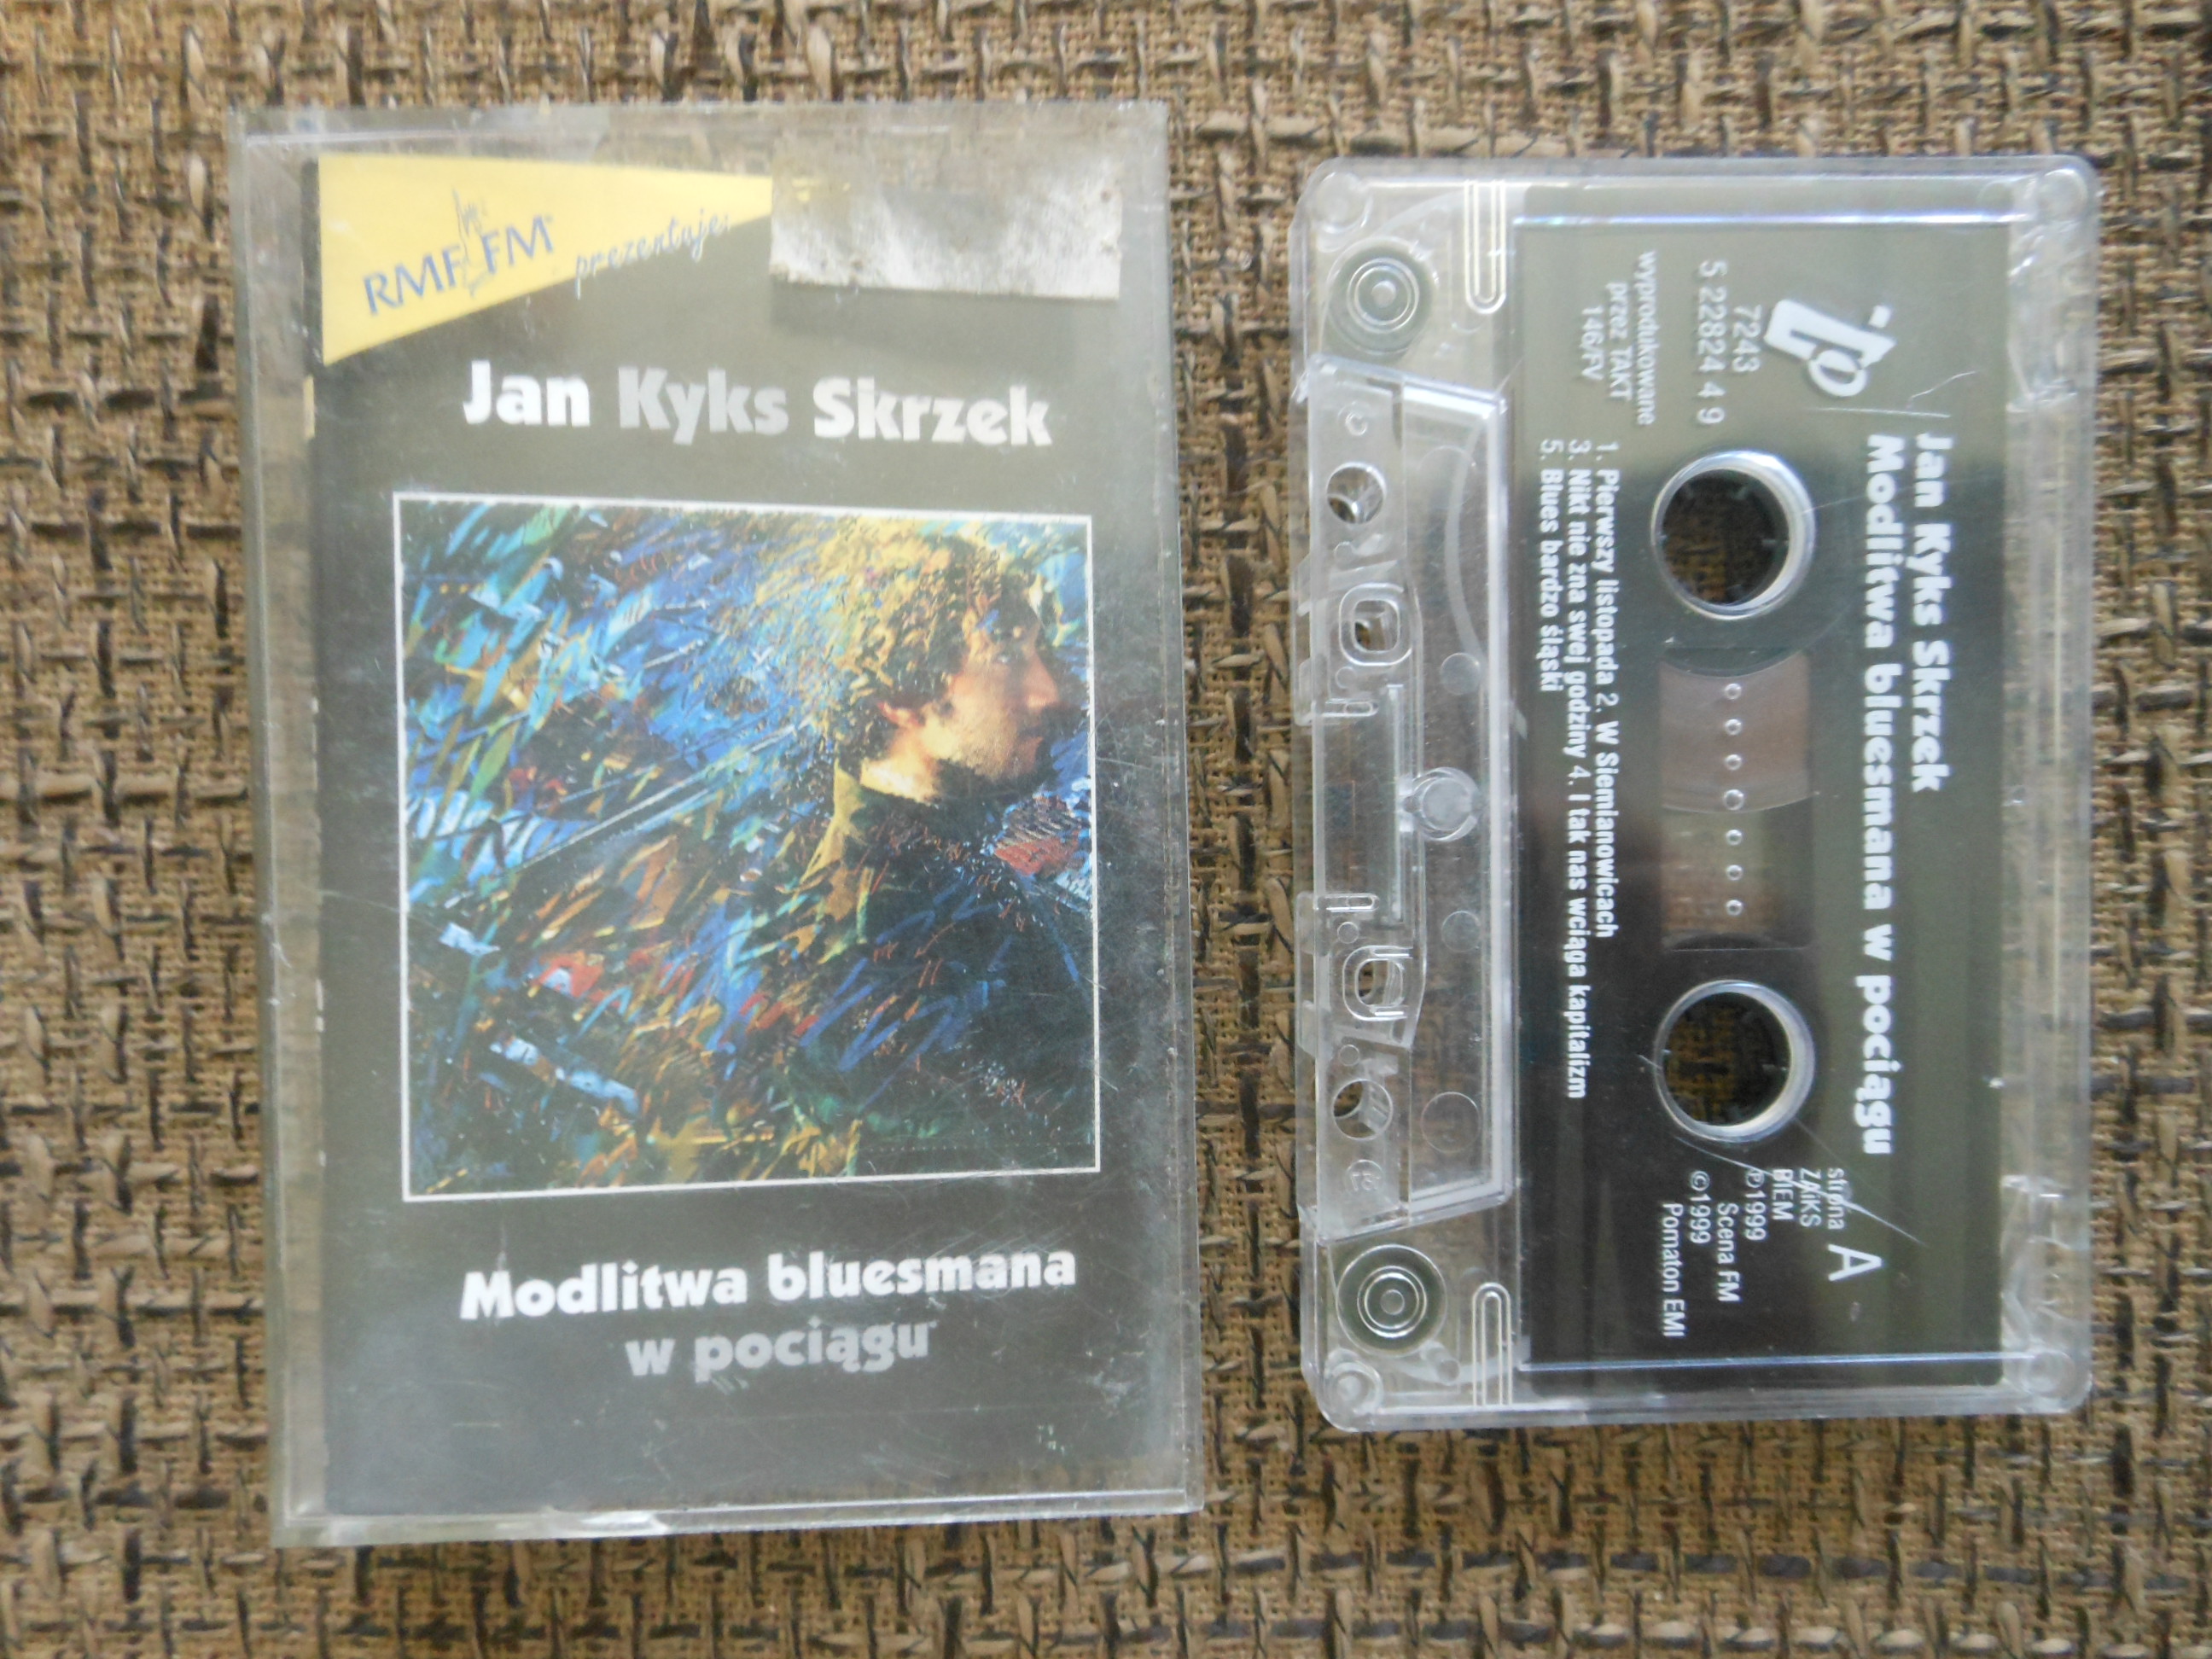 RMF FM prezentuje:
Jan Kyks Skrzek
Modlitwa bluesmana
w pociągu
Jan Kyks Skrzek
Modlitwa bluesmana w pociągu
7243
5 22824 4 9
wyprodukowane
przez TAKT
146/FV
strona A
ZAiKS
BIEM
℗1999
Scena FM
©1999
Pomaton EMI
1. Pierwszy listopada 2. W Siemianowicach
3. Nikt nie zna swej godziny 4. I tak nas wciąga kapitalizm
5. Blues bardzo śląski